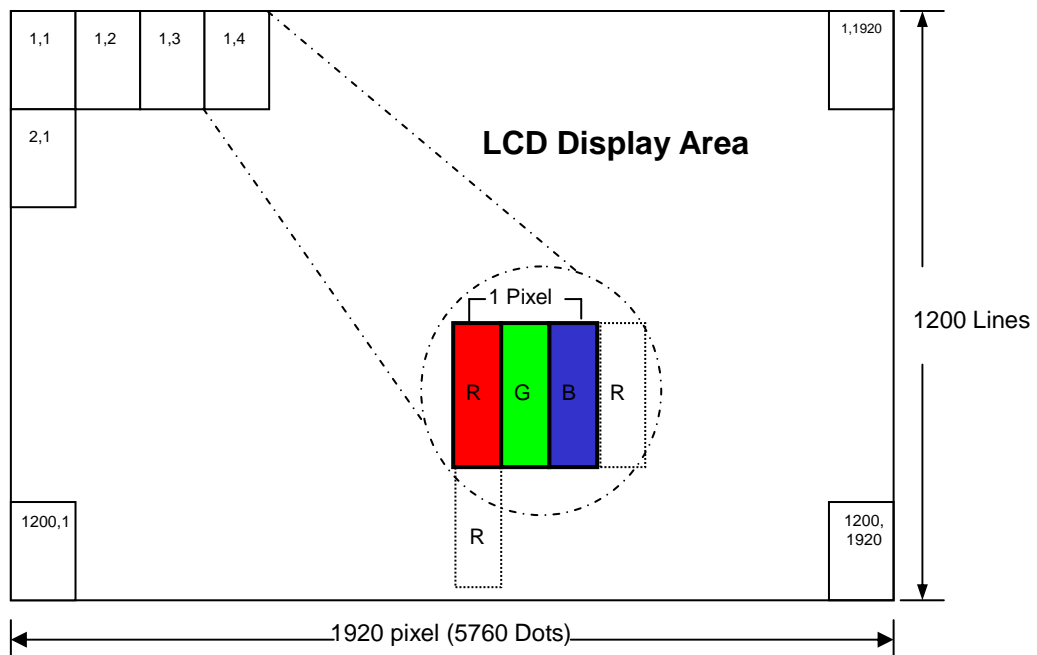 1,1 1,2 1,3 1,4 1,1920
2,1
LCD Display Area
1 Pixel
1200 Lines
R G B R
1200,1
R
1200,
1920
1920 pixel (5760 Dots)